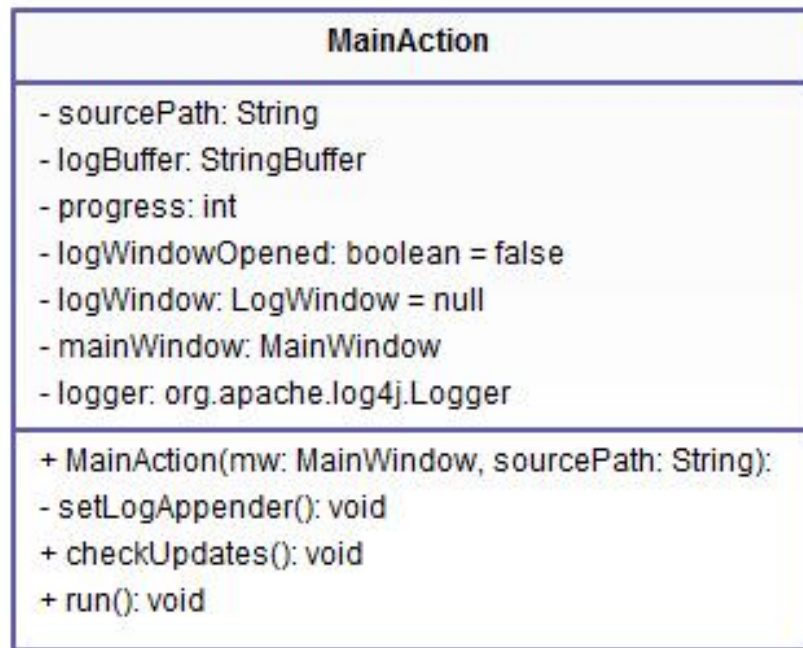 MainAction
- sourcePath: String
- logBuffer: StringBuffer
- progress: int
- logWindowOpened: boolean = false
- logWindow: LogWindow = null
- mainWindow: MainWindow
- logger: org.apache.log4j.Logger
+ MainAction(mw: MainWindow, sourcePath: String):
- setLogAppender(): void
+ checkUpdates(): void
+ run(): void